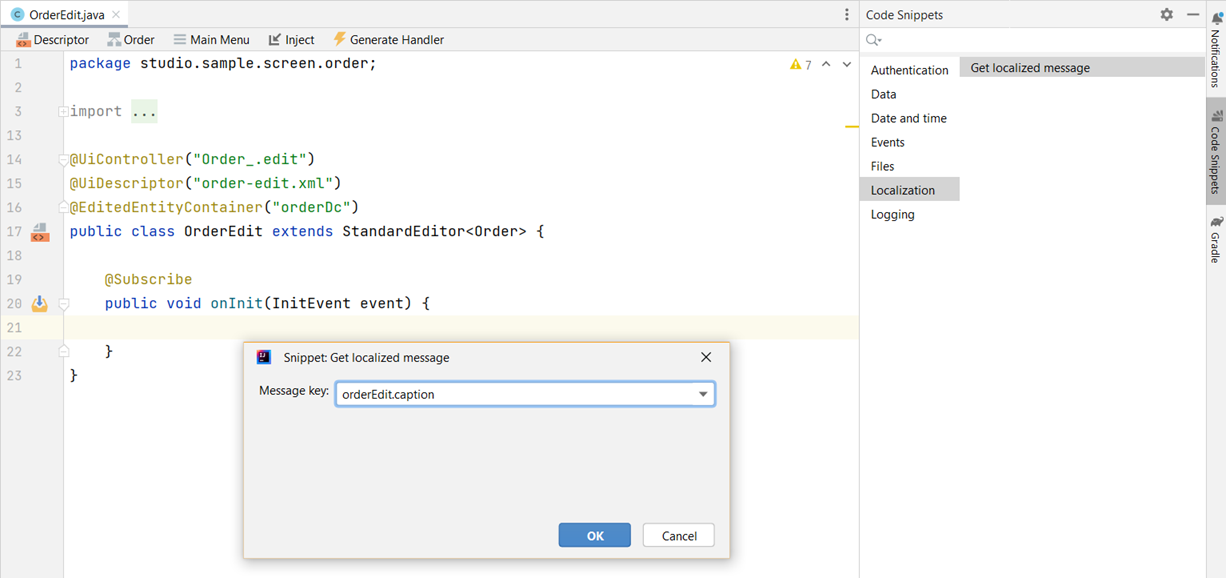 OrderEdit.java
Descriptor Order Main Menu Inject Generate Handler
1 package studio.sample.screen.order;
7
2
3 import ...
13
14 @UiController("Order_.edit")
15 @UiDescriptor("order-edit.xml")
16 @EditedEntityContainer("orderDc")
17 public class OrderEdit extends StandardEditor<Order> {
18
19 @Subscribe
20 public void onInit(InitEvent event) {
21
22 }
23 }
Snippet: Get localized message
Message key: orderEdit.caption
OK Cancel
Code Snippets
Authentication
Data
Date and time
Events
Files
Localization
Logging
Get localized message
Notifications
Code Snippets
Gradle